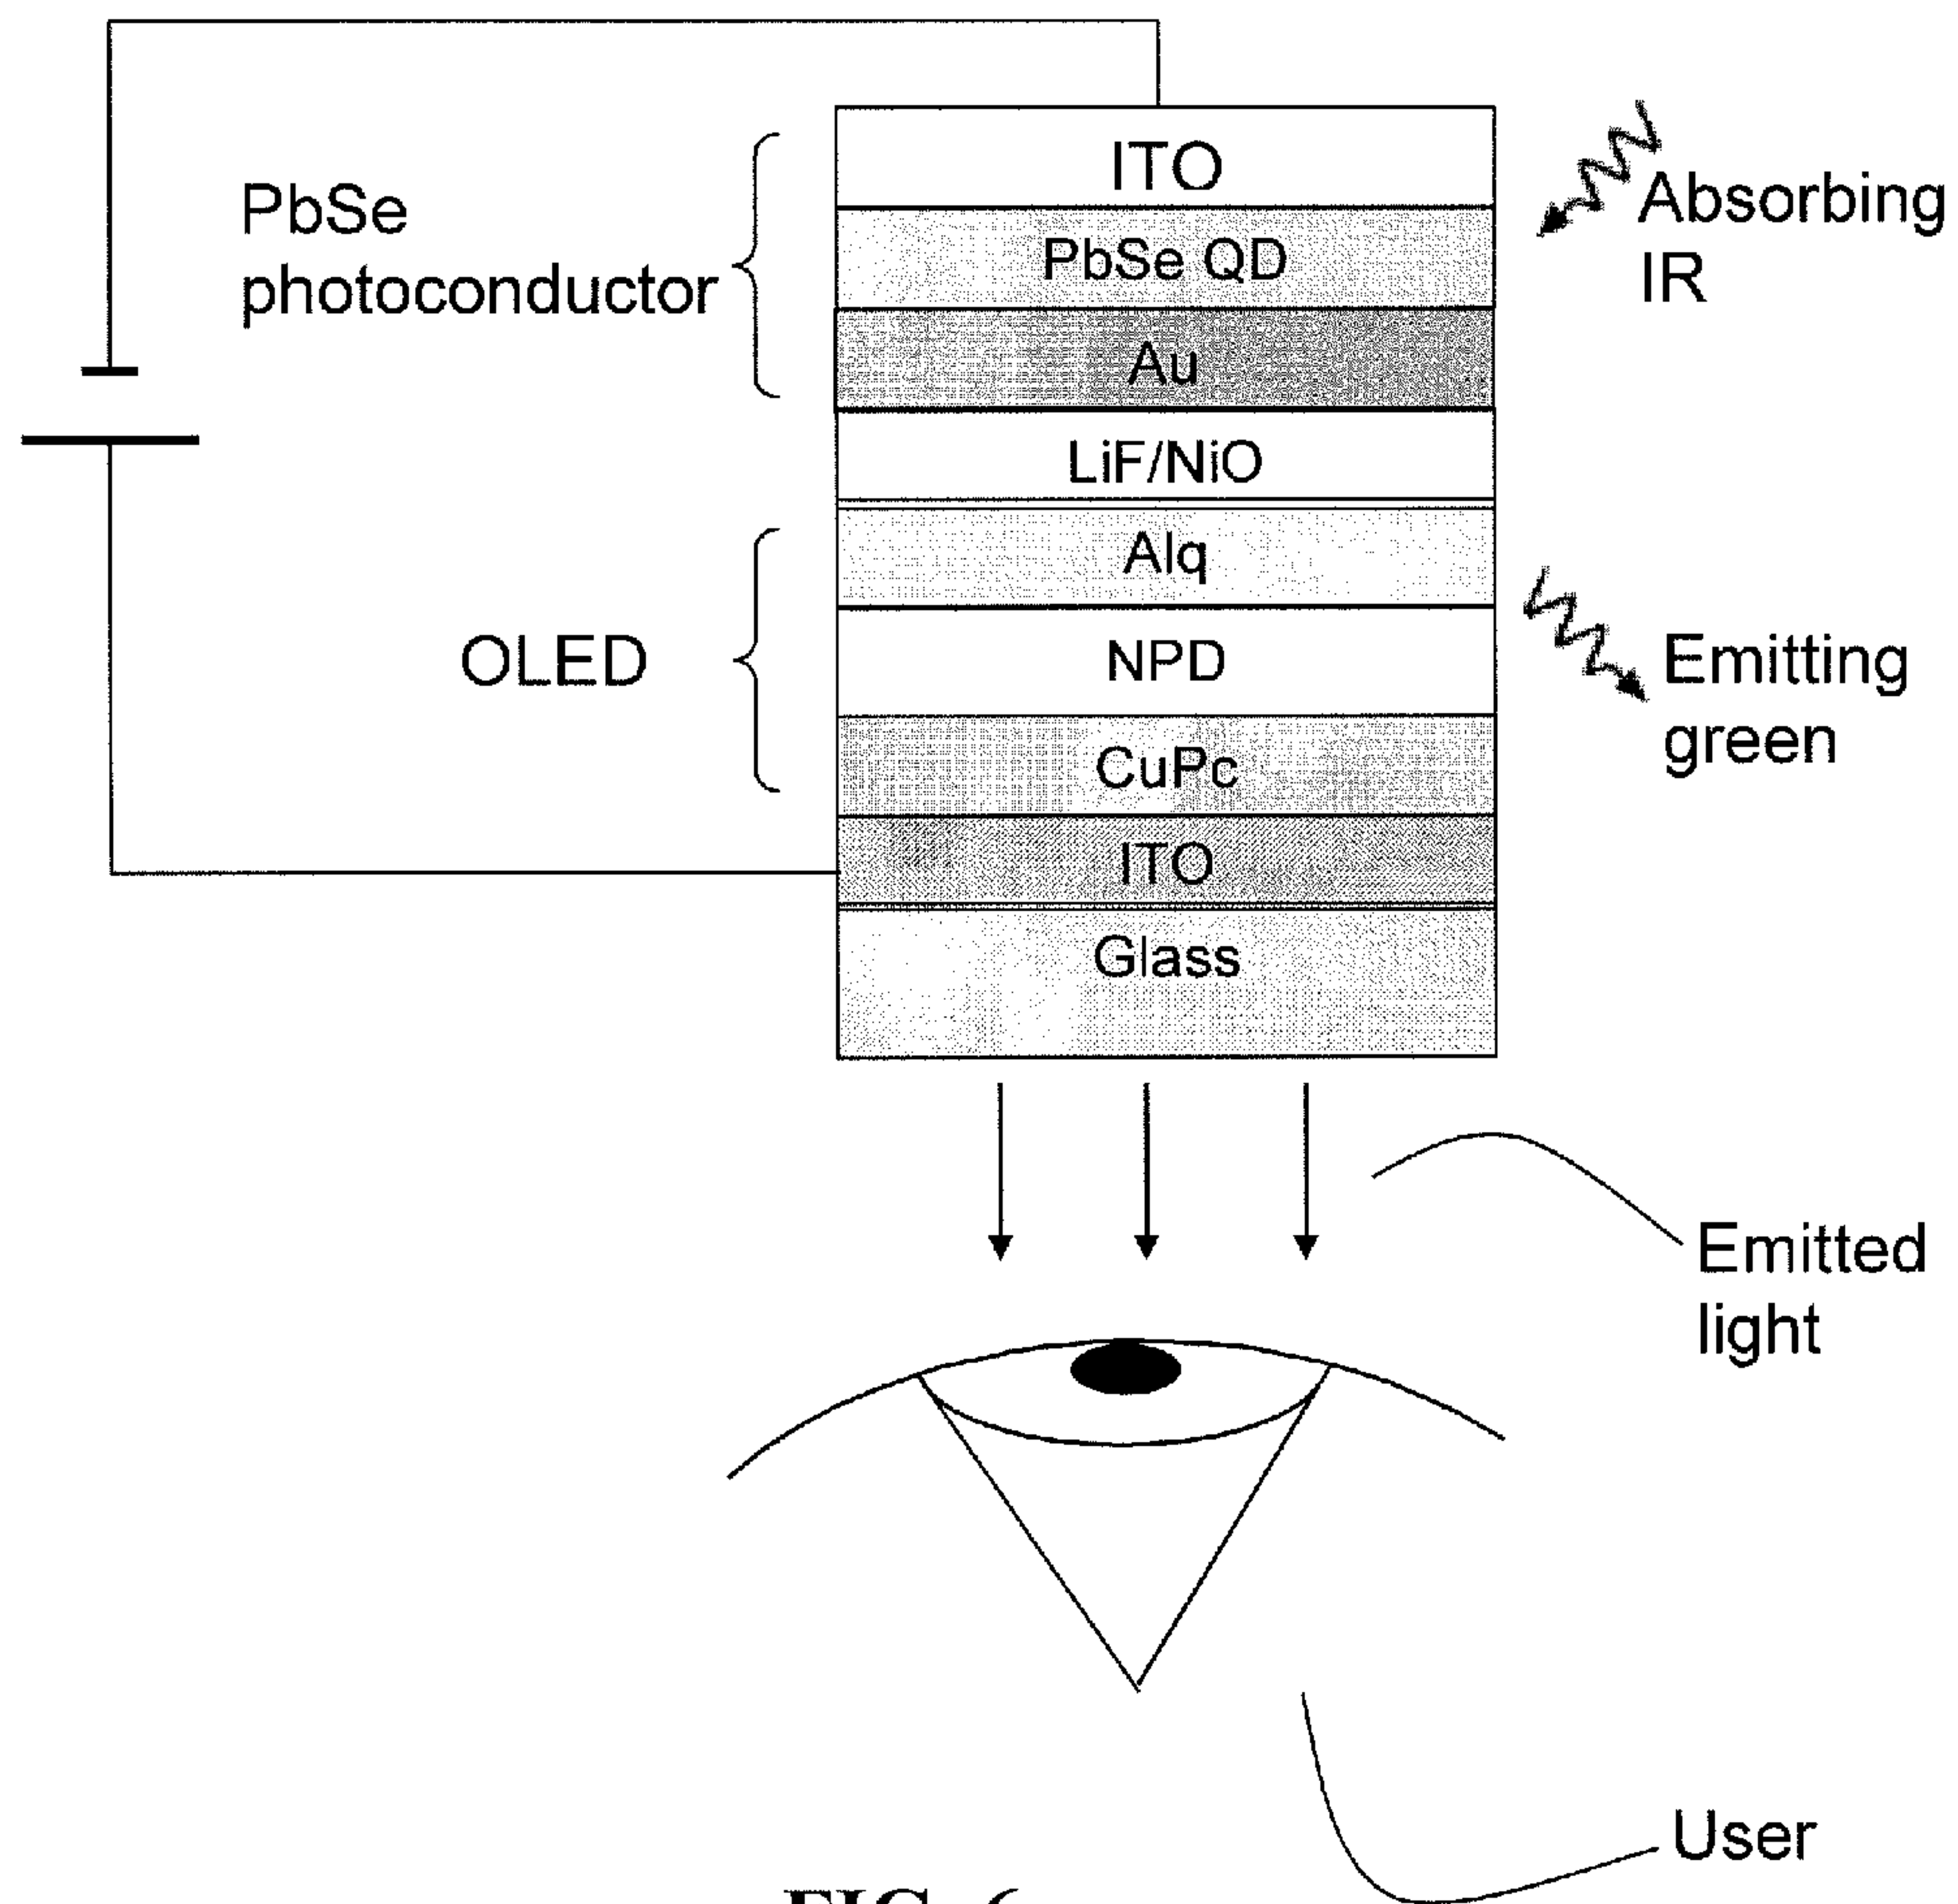 ITO
PbSe
photoconductor
Absorbing
IR
PbSe QD
Au
LiF/NiO
Alq
OLED
NPD
Emitting
green
CuPc
ITO
Glass
Emitted
light
User